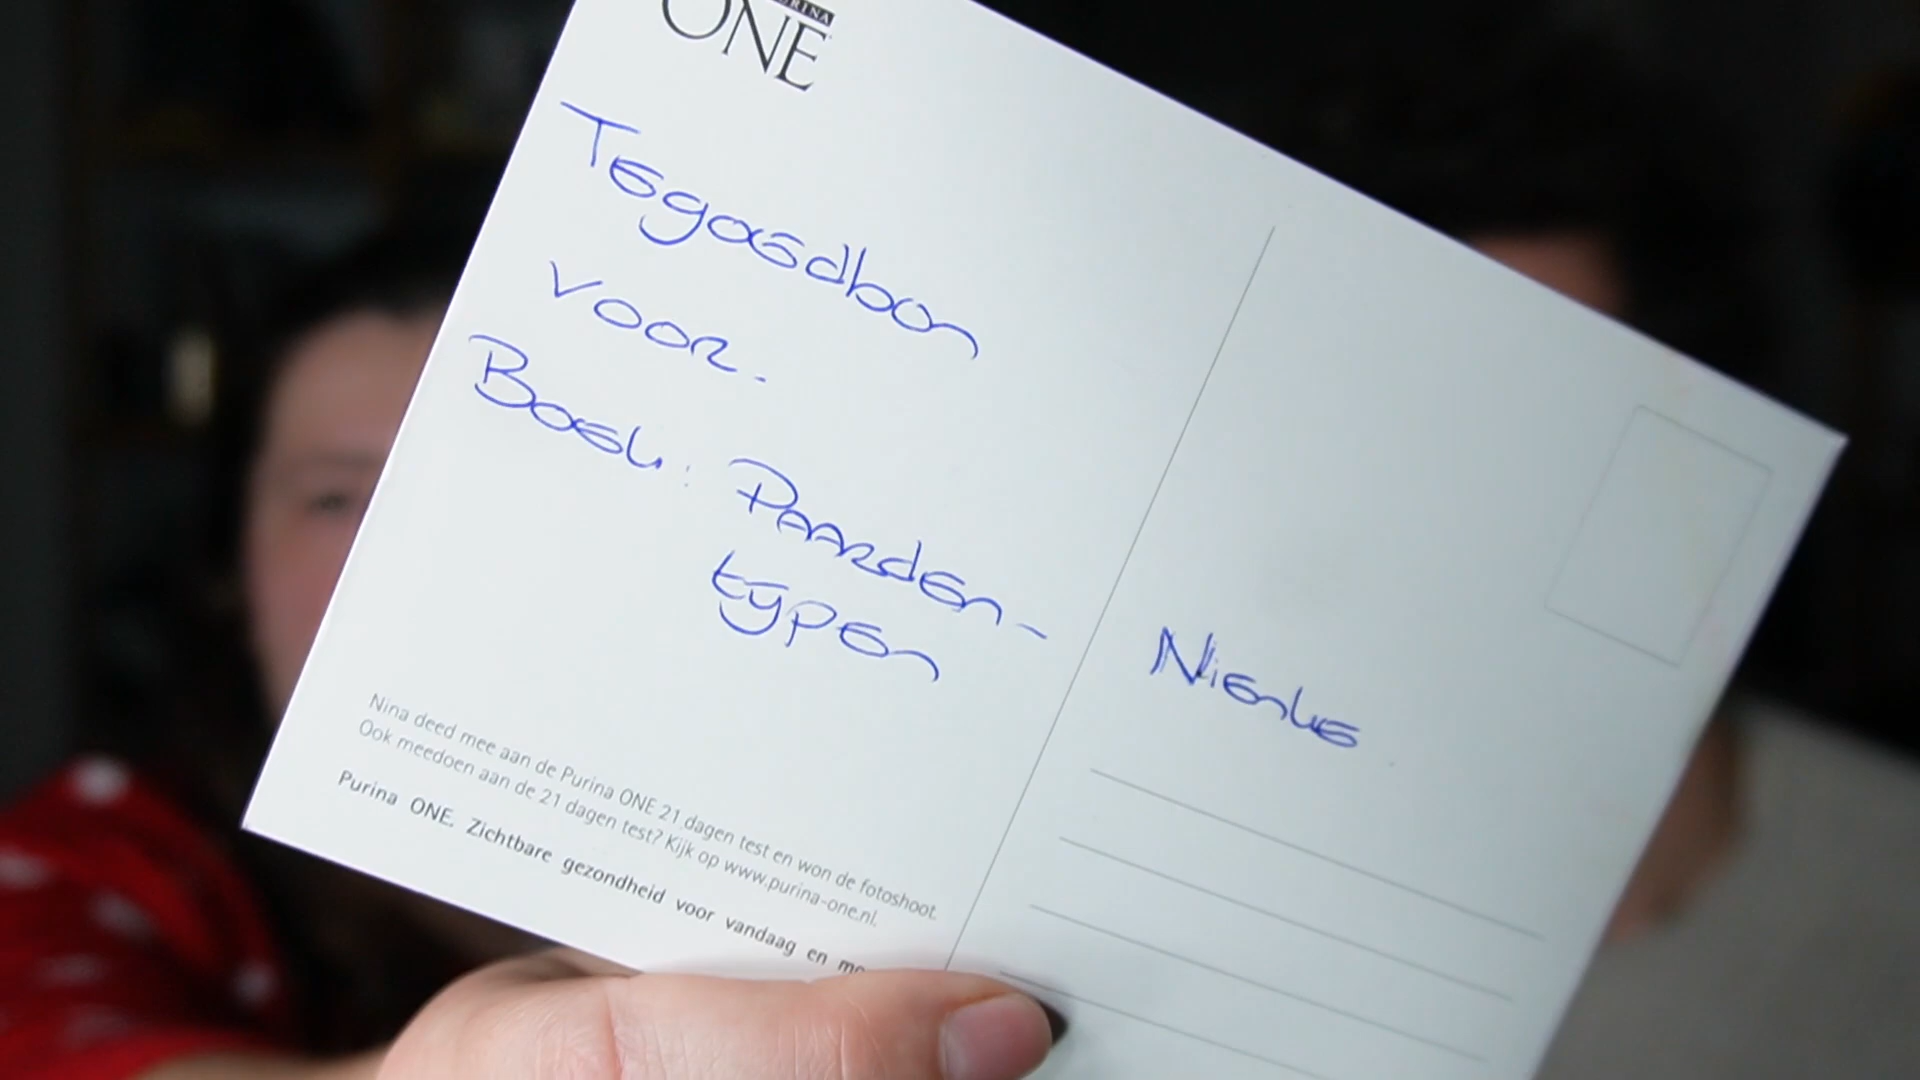 PURINA
ONE
Tegoedbon
voor.
Boek: Paarden-
typen
Nienke
Nina deed mee aan de Purina ONE 21 dagen test en won de fotoshoot.
Ook meedoen aan de 21 dagen test? Kijk op www.purina-one.nl.
Purina ONE. Zichtbare gezondheid voor vandaag en